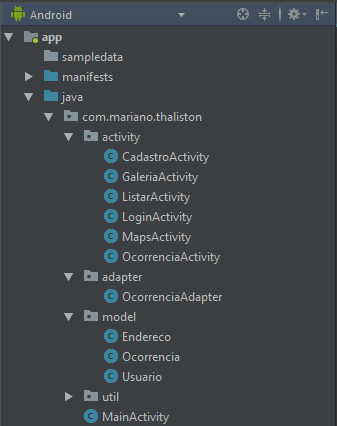 Android
app
sampledata
manifests
java
com.mariano.thaliston
activity
C CadastroActivity
C GaleriaActivity
C ListarActivity
C LoginActivity
C MapsActivity
C OcorrenciaActivity
adapter
C OcorrenciaAdapter
model
C Endereco
C Ocorrencia
C Usuario
util
C MainActivity